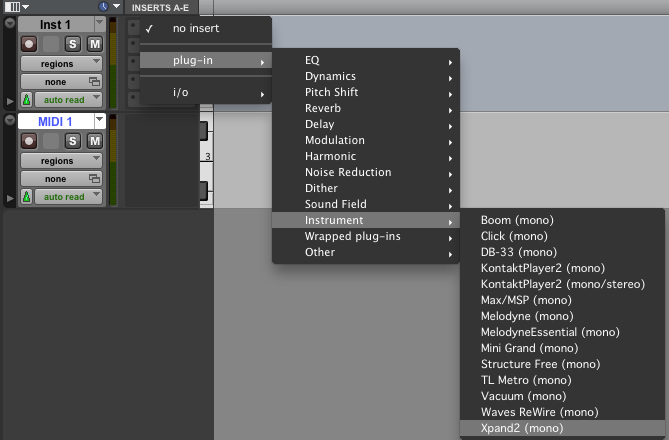 INSERTS A-E
Inst 1
S M
regions
none
auto read
MIDI 1
S M
regions
none
auto read
3
✓ no insert
plug-in
i/o
EQ
Dynamics
Pitch Shift
Reverb
Delay
Modulation
Harmonic
Noise Reduction
Dither
Sound Field
Instrument
Wrapped plug-ins
Other
Boom (mono)
Click (mono)
DB-33 (mono)
KontaktPlayer2 (mono)
KontaktPlayer2 (mono/stereo)
Max/MSP (mono)
Melodyne (mono)
MelodyneEssential (mono)
Mini Grand (mono)
Structure Free (mono)
TL Metro (mono)
Vacuum (mono)
Waves ReWire (mono)
Xpand2 (mono)